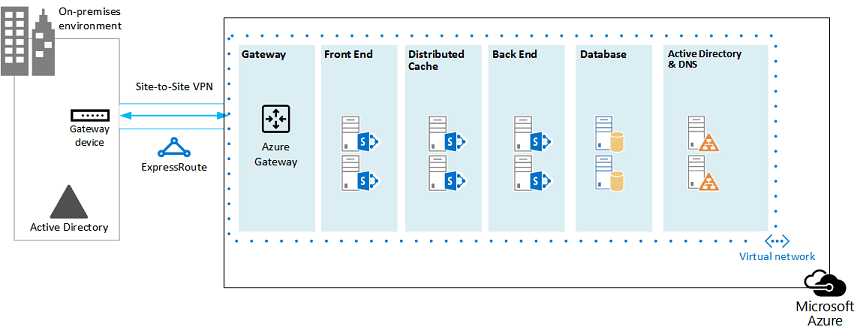 On-premises
environment
Site-to-Site VPN
Gateway
device
ExpressRoute
Active Directory
Gateway
Azure
Gateway
Front End
S
S
Distributed
Cache
S
S
Back End
S
S
Database
Active Directory
& DNS
Virtual network
Microsoft
Azure